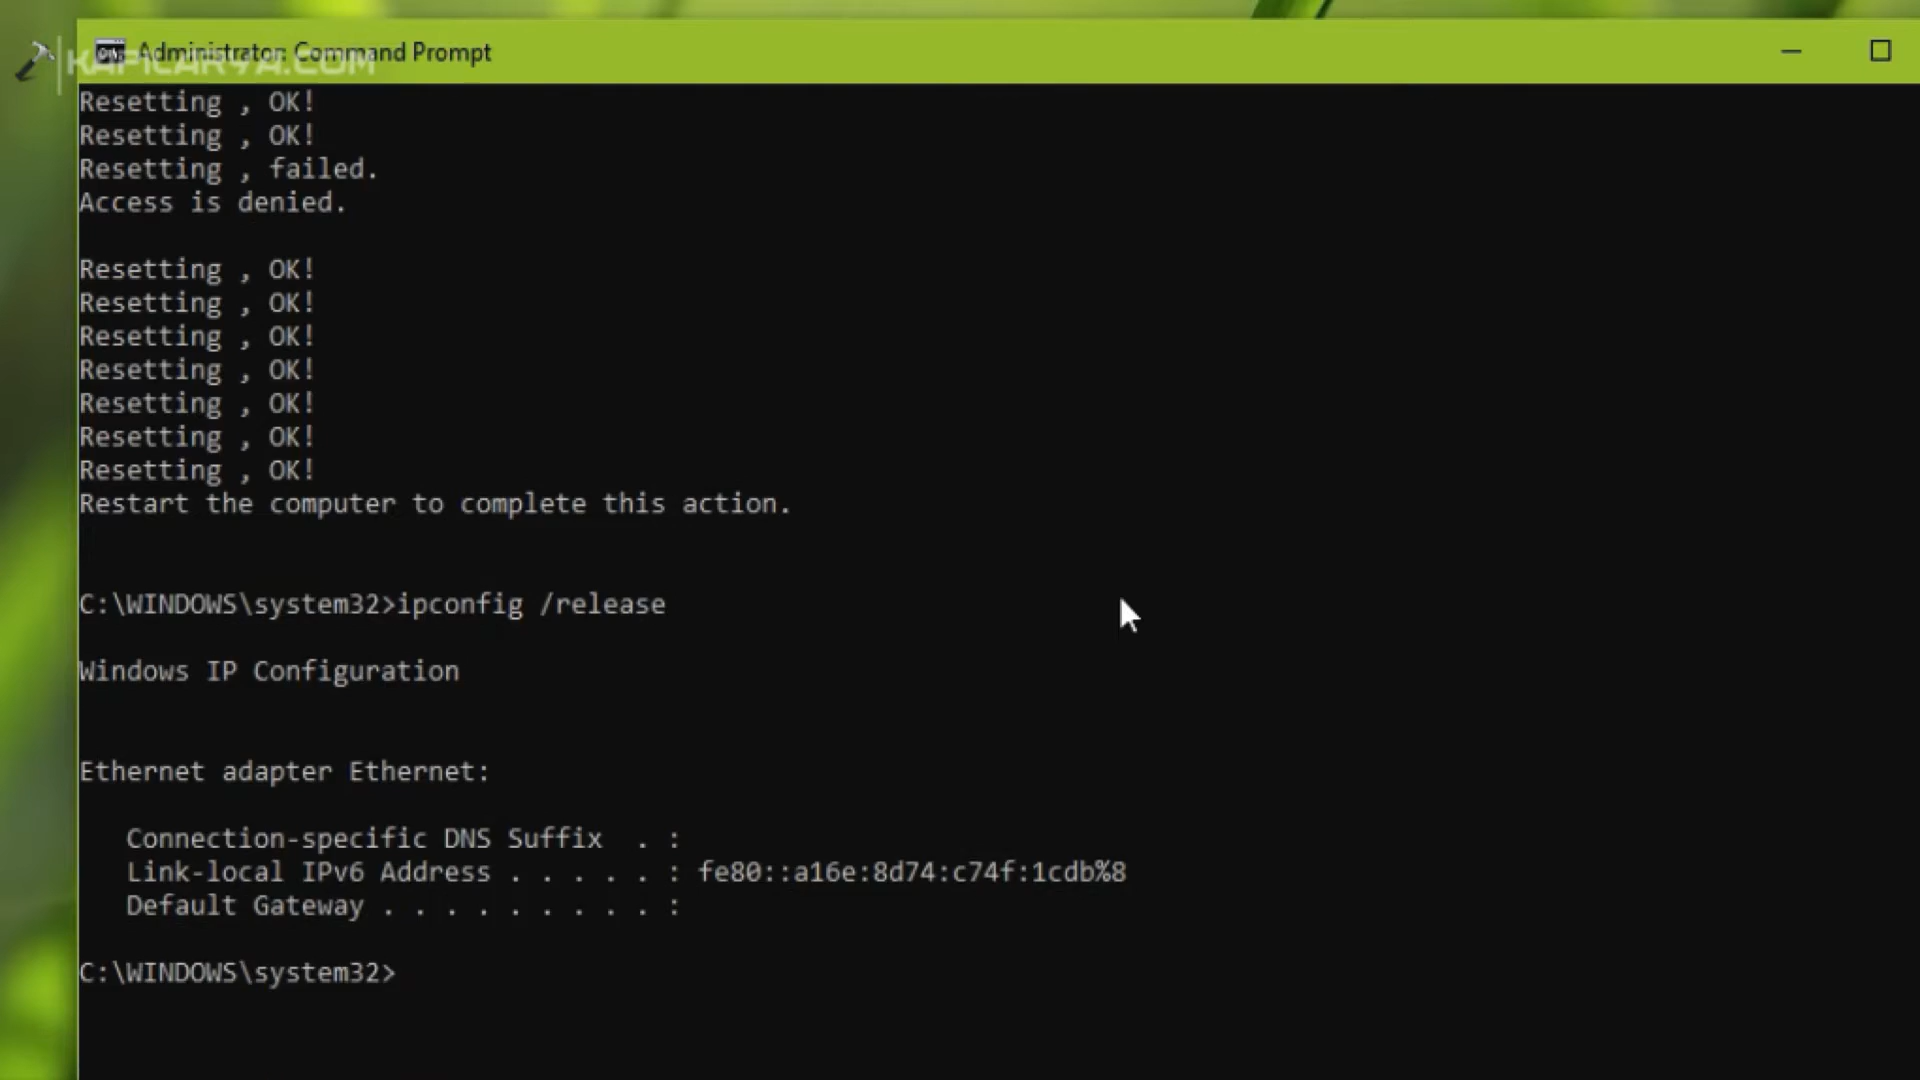 Administrator: Command Prompt
KAPILARYA.COM
Resetting , OK!
Resetting , OK!
Resetting , failed.
Access is denied.
Resetting , OK!
Resetting , OK!
Resetting , OK!
Resetting , OK!
Resetting , OK!
Resetting , OK!
Resetting , OK!
Restart the computer to complete this action.
C:\WINDOWS\system32>ipconfig /release
Windows IP Configuration
Ethernet adapter Ethernet:
Connection-specific DNS Suffix  . :
Link-local IPv6 Address . . . . . : fe80::a16e:8d74:c74f:1cdb%8
Default Gateway . . . . . . . . . :
C:\WINDOWS\system32>